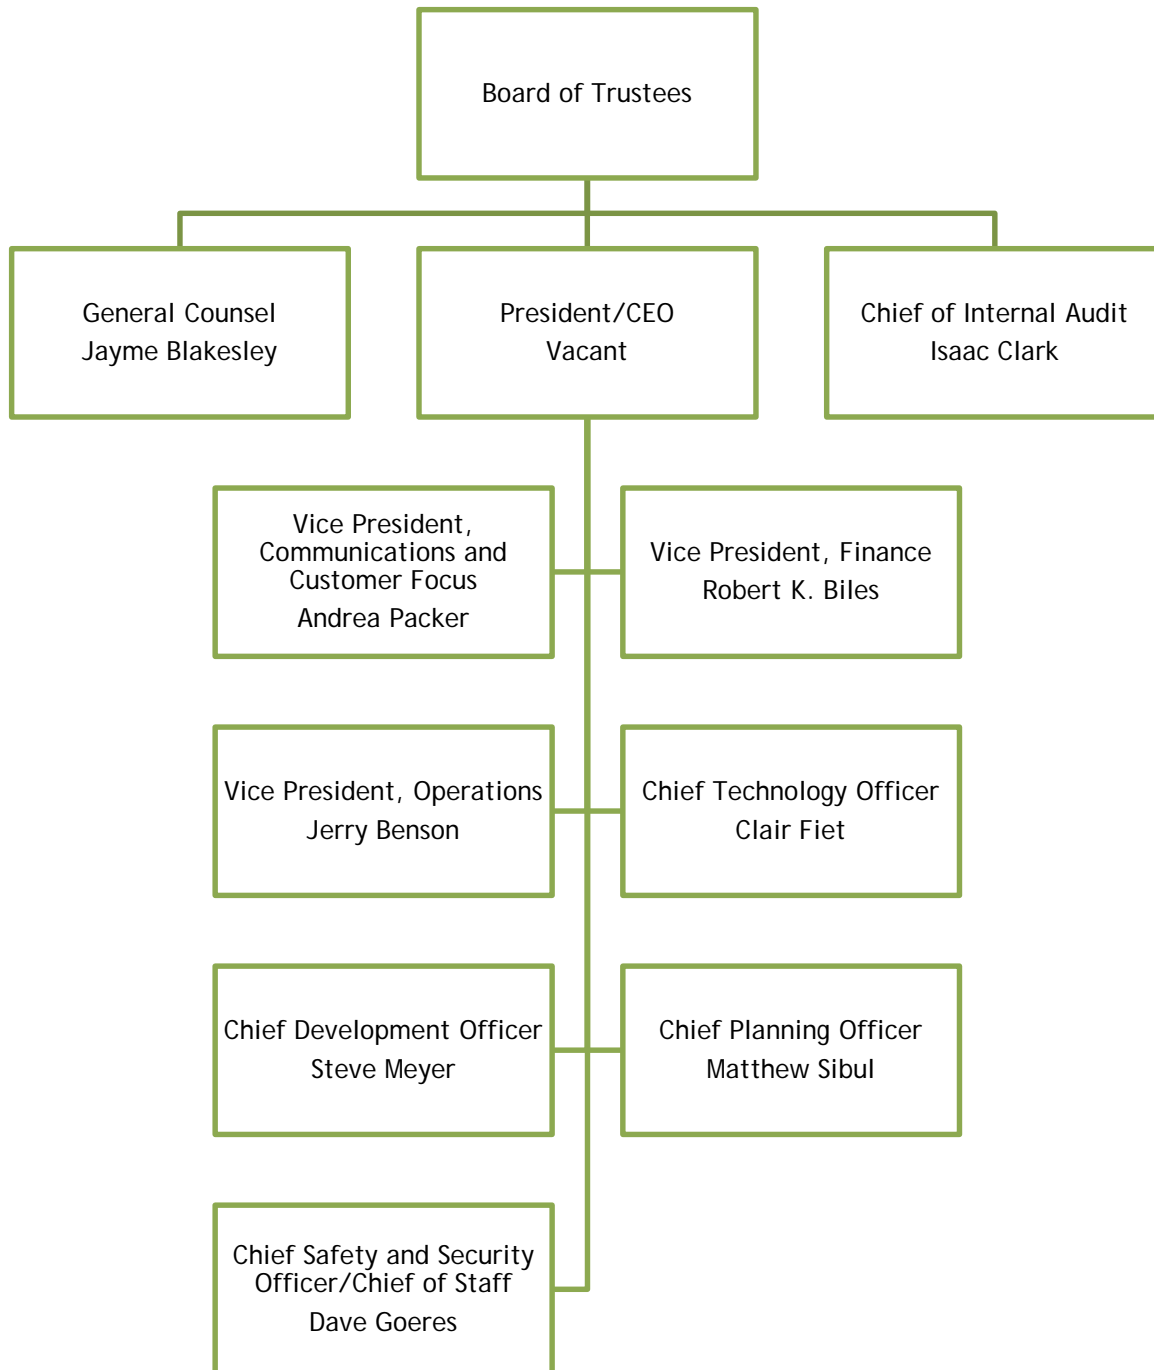 Board of Trustees
General Counsel
Jayme Blakesley
President/CEO
Vacant
Chief of Internal Audit
Isaac Clark
Vice President,
Communications and
Customer Focus
Andrea Packer
Vice President, Finance
Robert K. Biles
Vice President, Operations
Jerry Benson
Chief Technology Officer
Clair Fiet
Chief Development Officer
Steve Meyer
Chief Planning Officer
Matthew Sibul
Chief Safety and Security
Officer/Chief of Staff
Dave Goeres